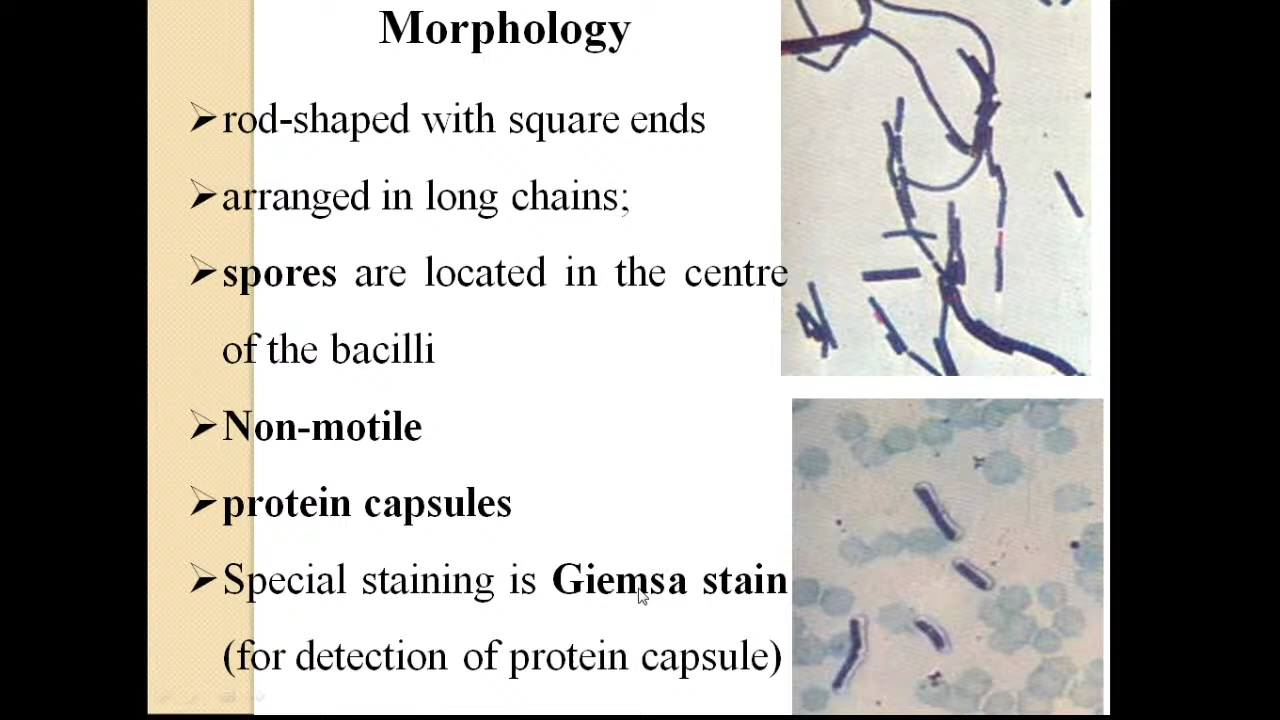 Morphology
rod-shaped with square ends
arranged in long chains;
spores are located in the centre
of the bacilli
Non-motile
protein capsules
Special staining is Giemsa stain
(for detection of protein capsule)